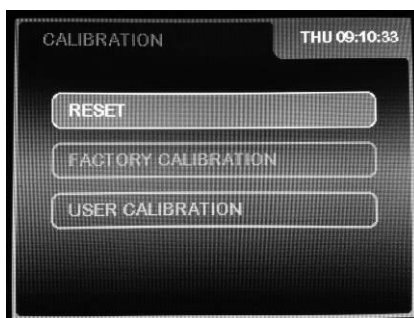 CALIBRATION
THU 09:10:33
RESET
FACTORY CALIBRATION
USER CALIBRATION